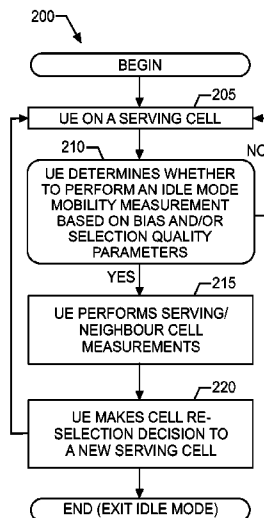 200
BEGIN
205
UE ON A SERVING CELL
210
NO
UE DETERMINES WHETHER
TO PERFORM AN IDLE MODE
MOBILITY MEASUREMENT
BASED ON BIAS AND/OR
SELECTION QUALITY
PARAMETERS
YES
215
UE PERFORMS SERVING/
NEIGHBOUR CELL
MEASUREMENTS
220
UE MAKES CELL RE-
SELECTION DECISION TO
A NEW SERVING CELL
END (EXIT IDLE MODE)